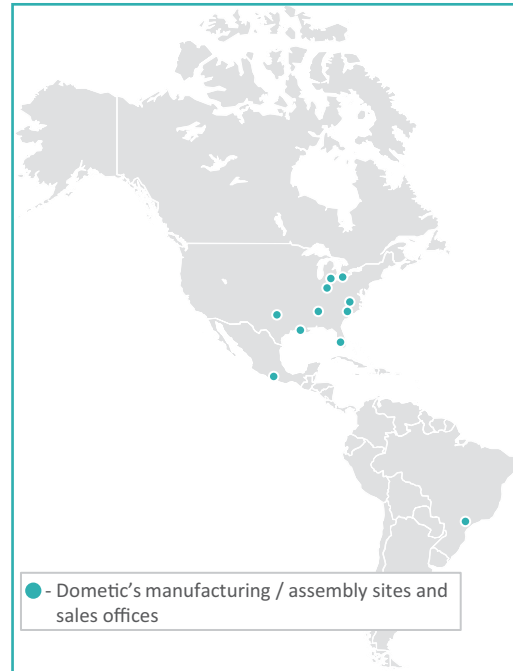 - Dometic's manufacturing / assembly sites and
sales offices